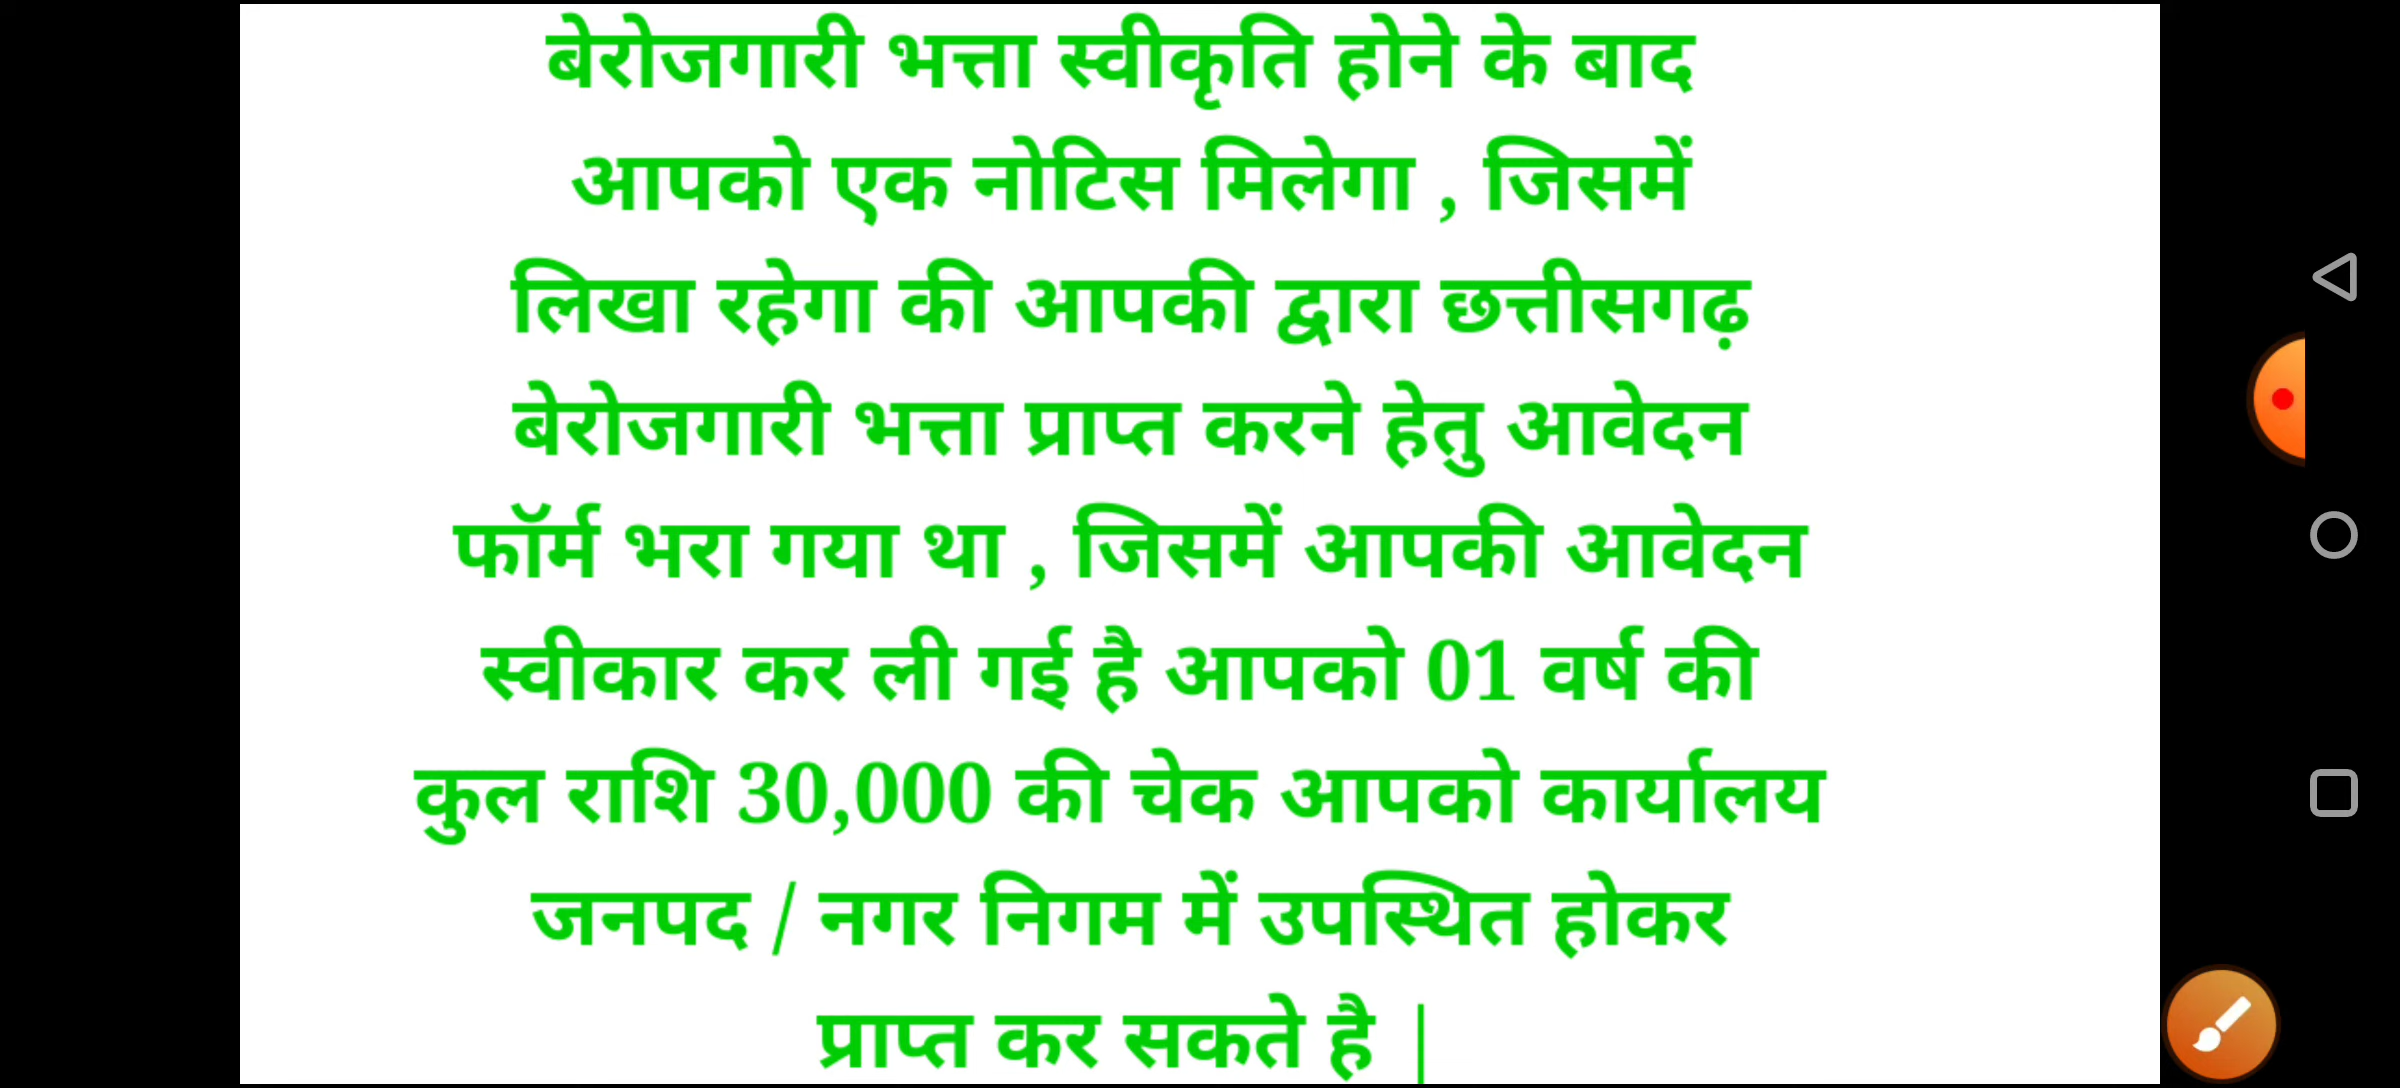 बेरोजगारी भत्ता स्वीकृति होने के बाद
आपको एक नोटिस मिलेगा , जिसमें
लिखा रहेगा की आपकी द्वारा छत्तीसगढ़
बेरोजगारी भत्ता प्राप्त करने हेतु आवेदन
फॉर्म भरा गया था , जिसमें आपकी आवेदन
स्वीकार कर ली गई है आपको 01 वर्ष की
कुल राशि 30,000 की चेक आपको कार्यालय
जनपद / नगर निगम में उपस्थित होकर
प्राप्त कर सकते है |